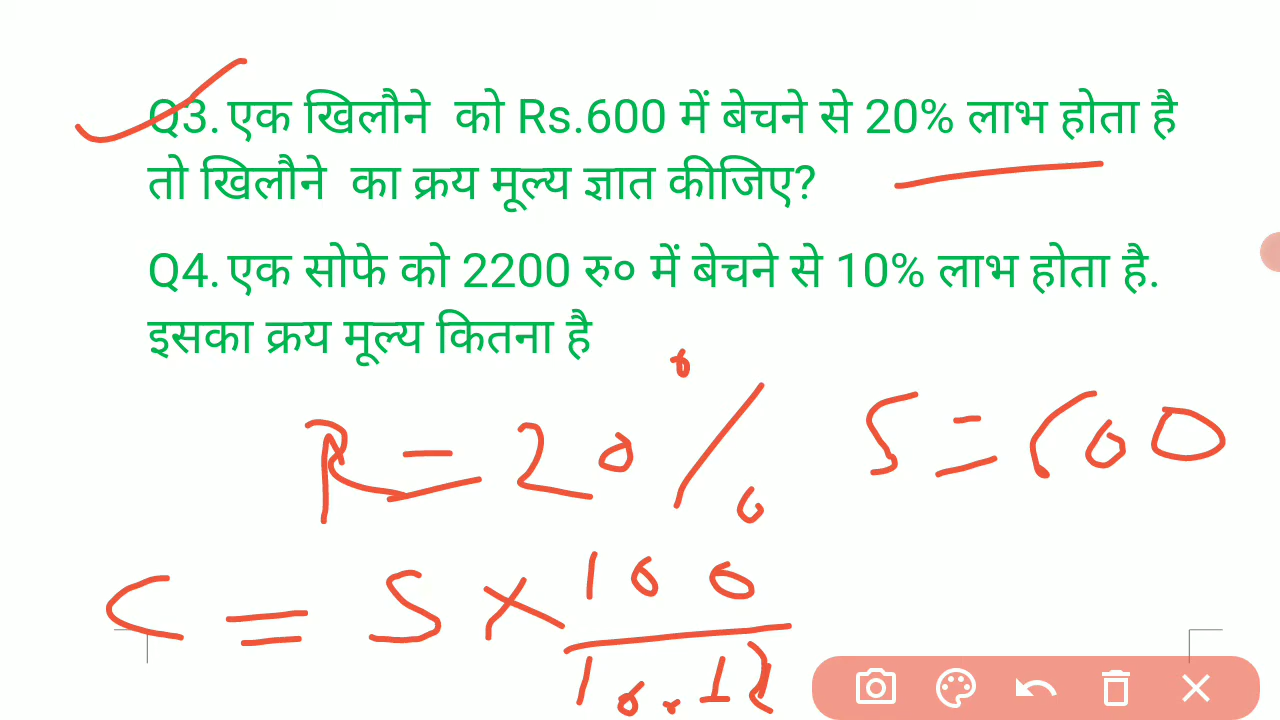 Q3. एक खिलौने को Rs.600 में बेचने से 20% लाभ होता है
तो खिलौने का क्रय मूल्य ज्ञात कीजिए?
Q4. एक सोफे को 2200 रु० में बेचने से 10% लाभ होता है.
इसका क्रय मूल्य कितना है
R = 20 % S = 600
C = S × 100